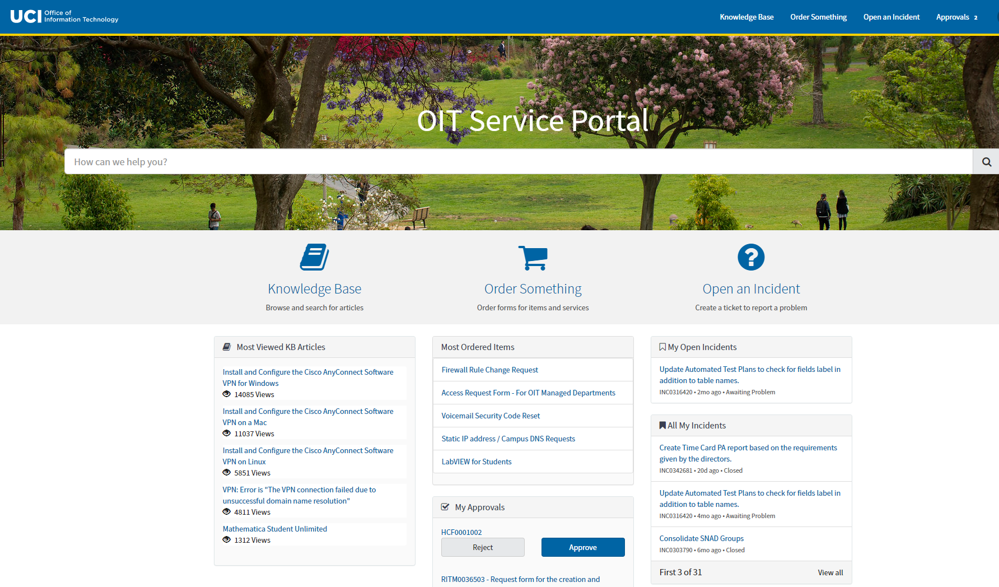 UCI Office of
Information Technology
Knowledge Base
Order Something
Open an Incident
Approvals 2
OIT Service Portal
How can we help you?
Knowledge Base
Browse and search for articles
Order Something
Order forms for items and services
Open an Incident
Create a ticket to report a problem
Most Viewed KB Articles
Install and Configure the Cisco AnyConnect Software
VPN for Windows
14085 Views
Install and Configure the Cisco AnyConnect Software
VPN on a Mac
11037 Views
Install and Configure the Cisco AnyConnect Software
VPN on Linux
5851 Views
VPN: Error is "The VPN connection failed due to
unsuccessful domain name resolution"
4811 Views
Mathematica Student Unlimited
1312 Views
Most Ordered Items
Firewall Rule Change Request
Access Request Form - For OIT Managed Departments
Voicemail Security Code Reset
Static IP address / Campus DNS Requests
LabVIEW for Students
My Approvals
HCF0001002
Reject
Approve
RITM0036503 - Request form for the creation and
My Open Incidents
Update Automated Test Plans to check for fields label in
addition to table names.
INC0316420 • 2mo ago • Awaiting Problem
All My Incidents
Create Time Card PA report based on the requirements
given by the directors.
INC0342681 • 20d ago • Closed
Update Automated Test Plans to check for fields label in
addition to table names.
INC0316420 • 4mo ago • Awaiting Problem
Consolidate SNAD Groups
INC0303790 • 6mo ago • Closed
First 3 of 31
View all